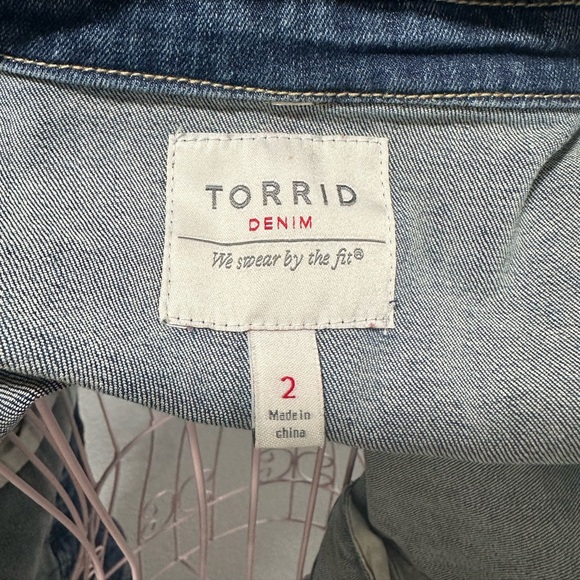 TORRID
DENIM
We swear by the fit®
2
Made in
china